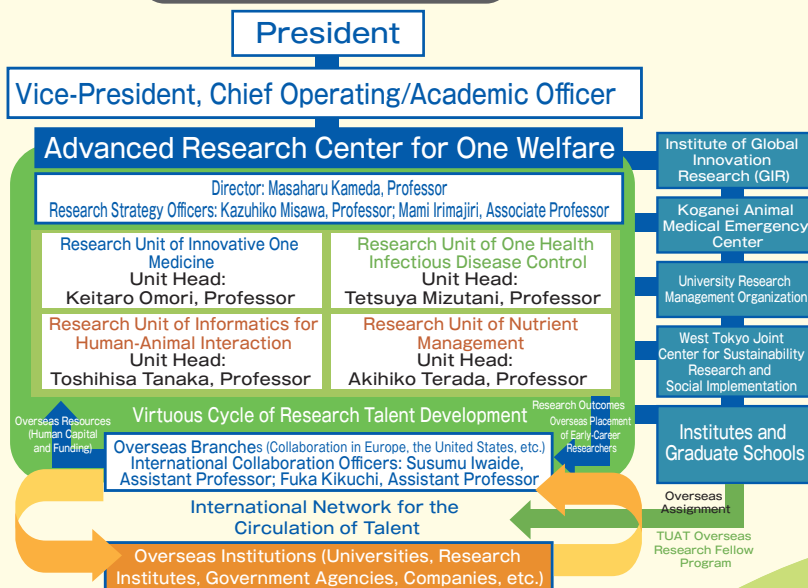 President
Vice-President, Chief Operating/Academic Officer
Advanced Research Center for One Welfare
Director: Masaharu Kameda, Professor
Research Strategy Officers: Kazuhiko Misawa, Professor; Mami Irimajiri, Associate Professor
Research Unit of Innovative One
Medicine
Unit Head:
Keitaro Omori, Professor
Research Unit of One Health
Infectious Disease Control
Unit Head:
Tetsuya Mizutani, Professor
Research Unit of Informatics for
Human-Animal Interaction
Unit Head:
Toshihisa Tanaka, Professor
Research Unit of Nutrient
Management
Unit Head:
Akihiko Terada, Professor
Overseas Resources
(Human Capital
and Funding)
Virtuous Cycle of Research Talent Development
Research Outcomes
Overseas Placement
of Early-Career
Researchers
Overseas Branches (Collaboration in Europe, the United States, etc.)
International Collaboration Officers: Susumu Iwaide,
Assistant Professor; Fuka Kikuchi, Assistant Professor
International Network for the
Circulation of Talent
Overseas Institutions (Universities, Research
Institutes, Government Agencies, Companies, etc.)
Institute of Global
Innovation
Research (GIR)
Koganei Animal
Medical Emergency
Center
University Research
Management Organization
West Tokyo Joint
Center for Sustainability
Research and
Social Implementation
Institutes and
Graduate Schools
Overseas
Assignment
TUAT Overseas
Research Fellow
Program